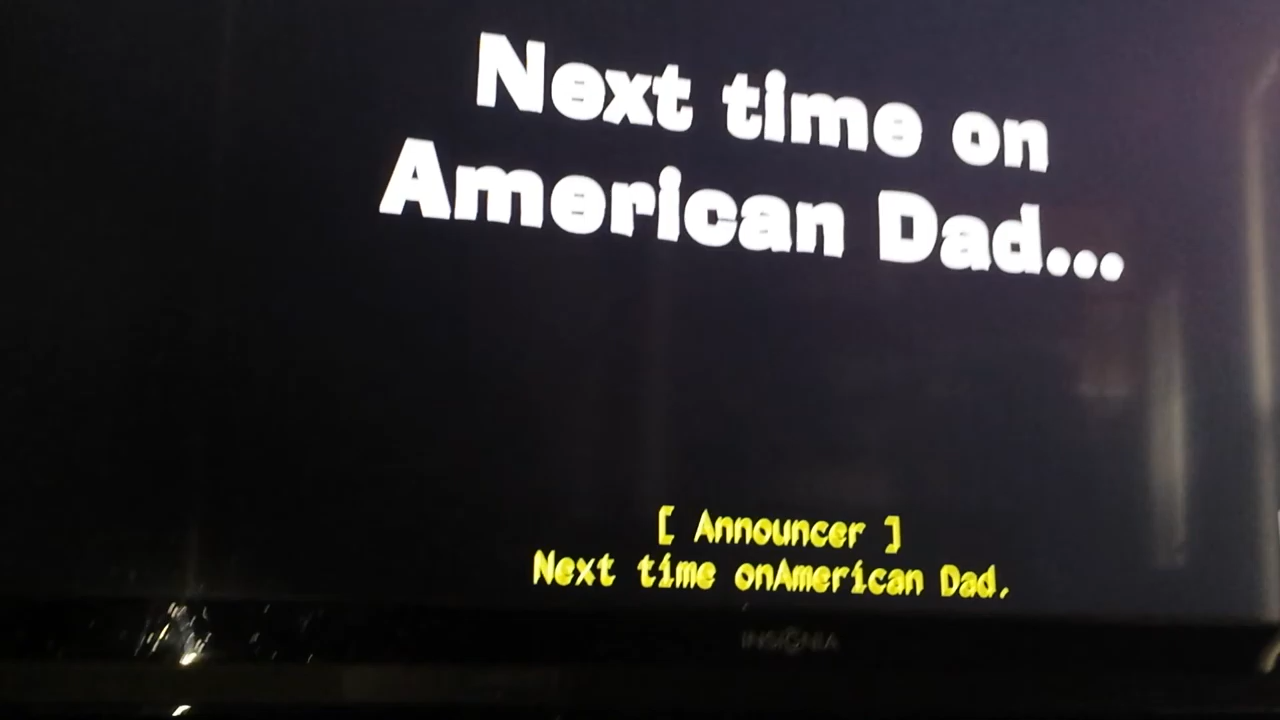 Next time on
American Dad...
[ Announcer ]
Next time onAmerican Dad.
INSIGNIA